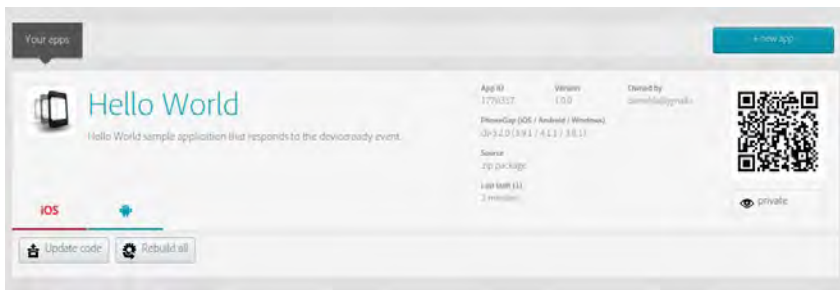 Your apps
+ new app
Hello World
Hello World sample application that responds to the deviceready event.
App ID Version Owned by
1.0.0
PhoneGap (iOS / Android / Windows)
Source
.zip package
Last built (1)
2 minutes
private
iOS
Update code Rebuild all